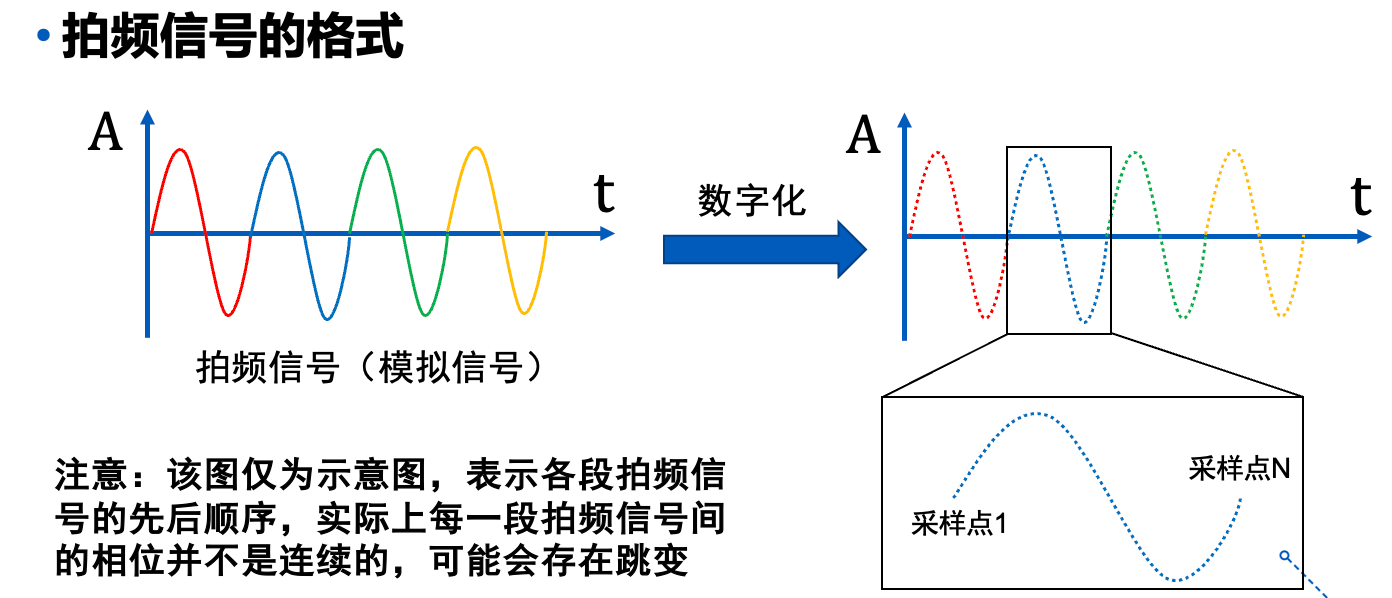 • 拍频信号的格式
A
t
拍频信号（模拟信号）
数字化
A
t
采样点1
采样点N
注意：该图仅为示意图，表示各段拍频信
号的先后顺序，实际上每一段拍频信号间
的相位并不是连续的，可能会存在跳变